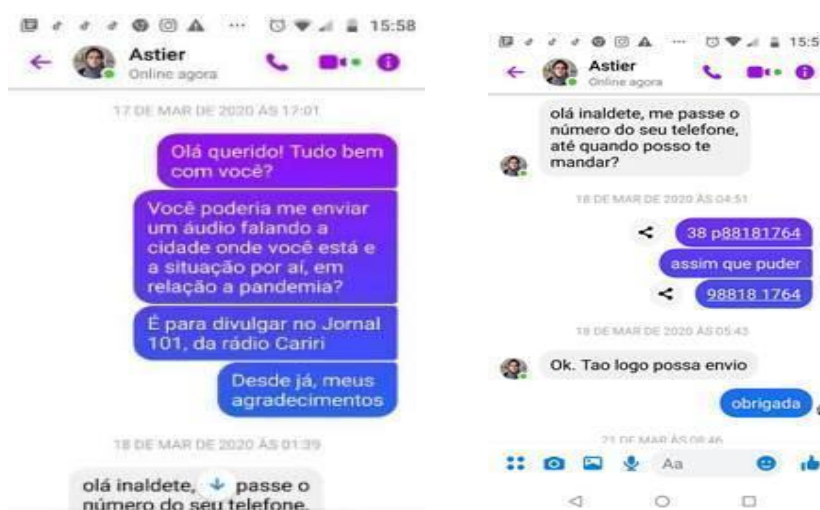 15:58
Astier
Online agora
17 DE MAR DE 2020 ÀS 17:01
Olá querido! Tudo bem
com você?
Você poderia me enviar
um áudio falando a
cidade onde você está e
a situação por aí, em
relação a pandemia?
É para divulgar no Jornal
101, da rádio Cariri
Desde já, meus
agradecimentos
18 DE MAR DE 2020 ÀS 01:39
olá inaldete, passe o
número do seu telefone,
15:5
Astier
Online agora
olá inaldete, me passe o
número do seu telefone,
até quando posso te
mandar?
18 DE MAR DE 2020 ÀS 04:51
38 p88181764
assim que puder
98818 1764
18 DE MAR DE 2020 ÀS 05:43
Ok. Tao logo possa envio
obrigada
21 DE MAR ÀS 08:46
Aa